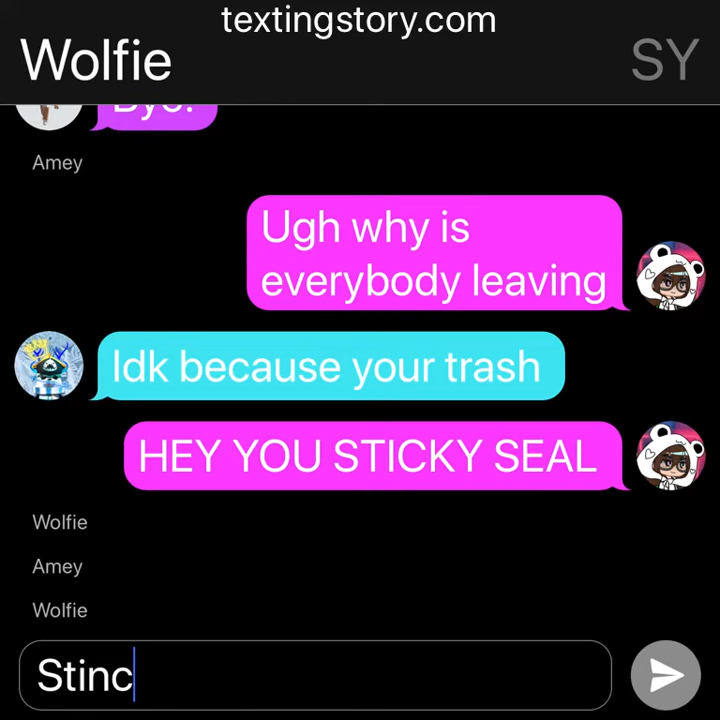 textingstory.com
Wolfie
SY
Bye.
Amey
Ugh why is
everybody leaving
Idk because your trash
HEY YOU STICKY SEAL
Wolfie
Amey
Wolfie
Stinc